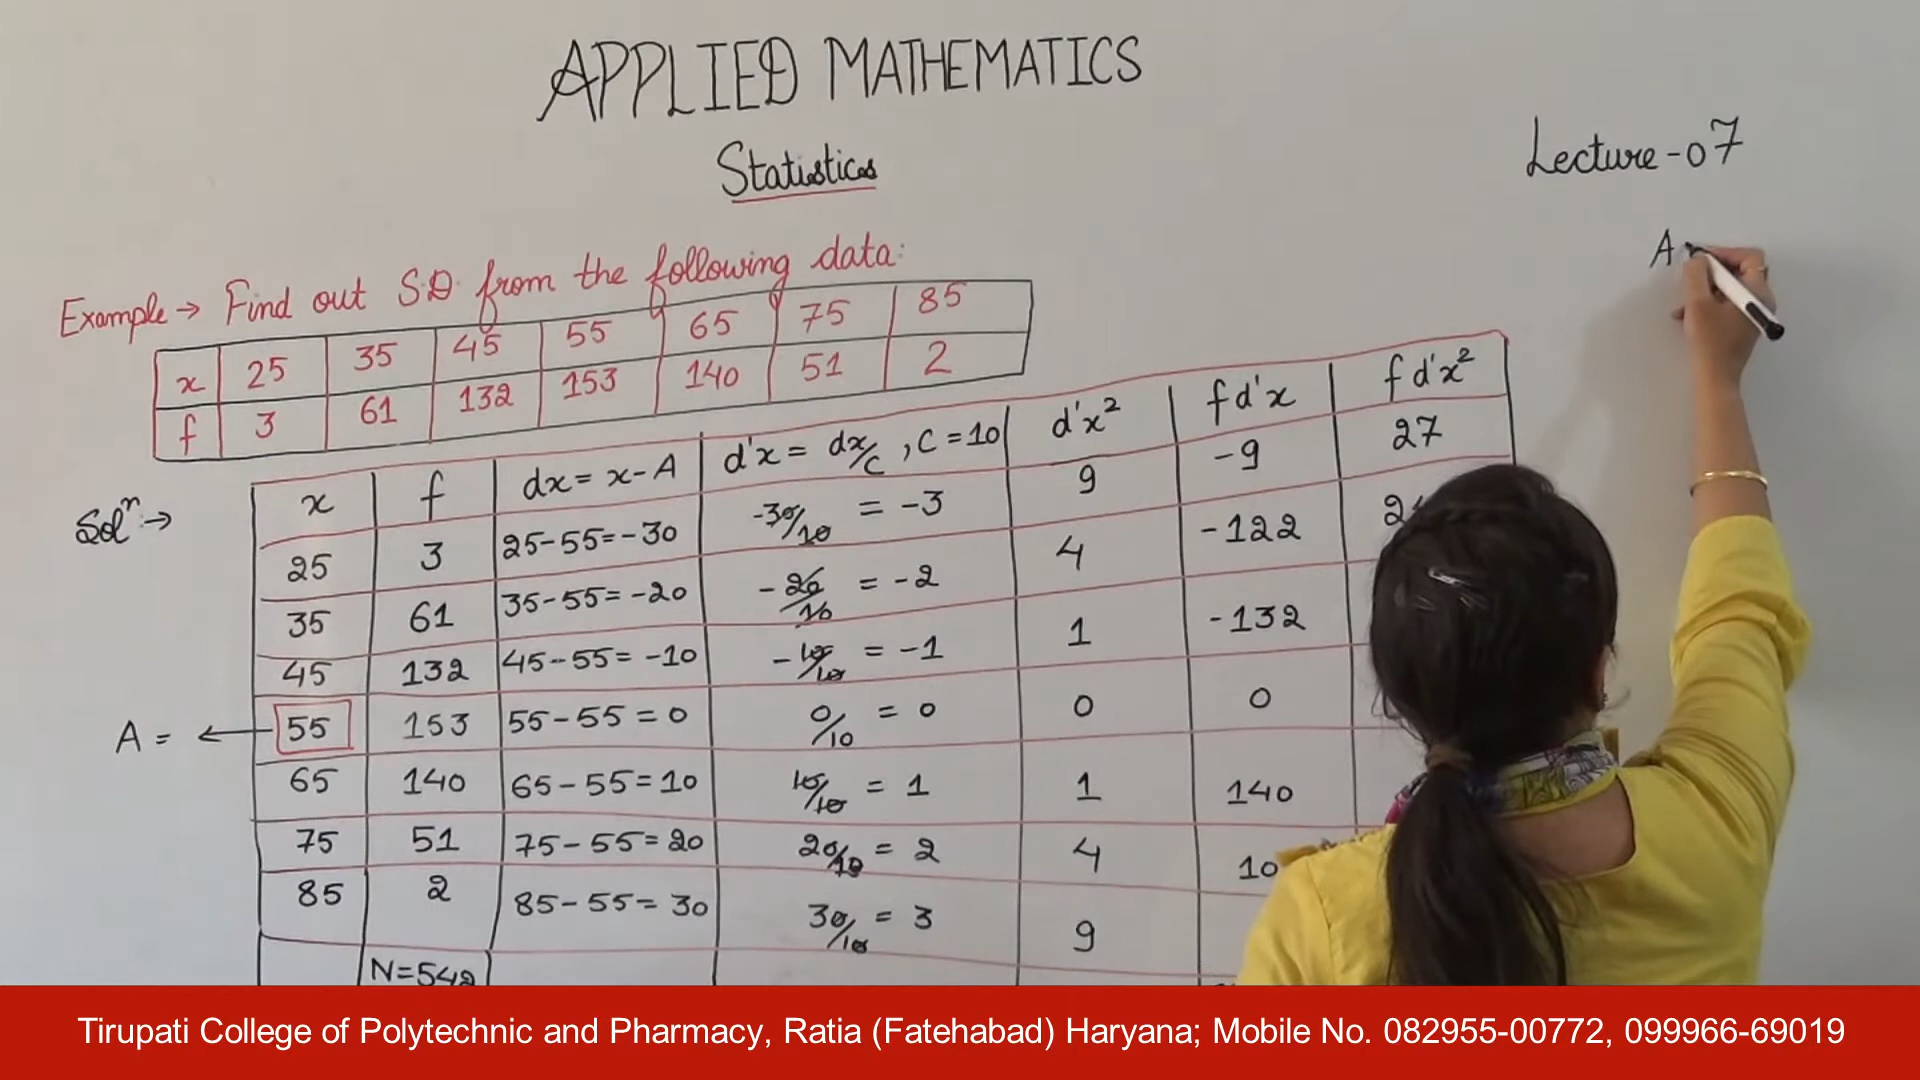 APPLIED MATHEMATICS
Statistics
Lecture-07
A
Example → Find out S.D. from the following data:
x 25 35 45 55 65 75 85
f 3 61 132 153 140 51 2
Solⁿ:→
x f dx = x-A d'x = dx/c , C=10 d'x² fd'x fd'x²
25 3 25-55=-30 -30/10 = -3 9 -9 27
35 61 35-55=-20 -20/10 = -2 4 -122
45 132 45-55=-10 -10/10 = -1 1 -132
A = ← 55 153 55-55=0 0/10 = 0 0 0
65 140 65-55=10 10/10 = 1 1 140
75 51 75-55=20 20/10 = 2 4 10
85 2 85-55=30 30/10 = 3 9
N=542
Tirupati College of Polytechnic and Pharmacy, Ratia (Fatehabad) Haryana; Mobile No. 082955-00772, 099966-69019